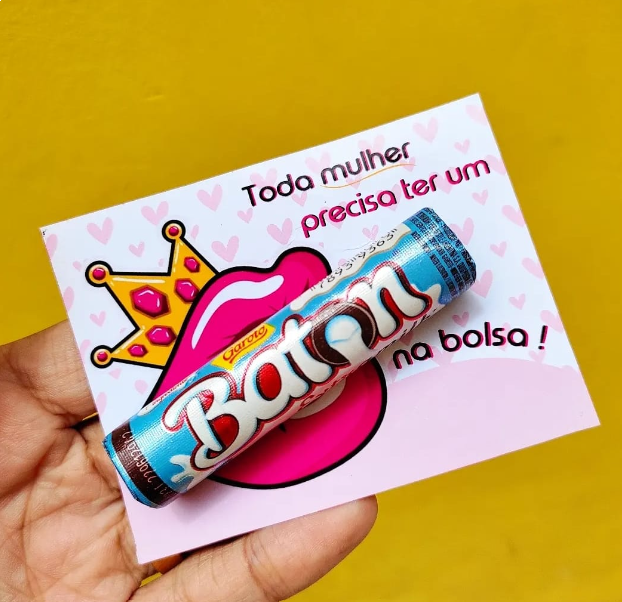 Toda mulher
precisa ter um
Garoto
Baton
na bolsa !